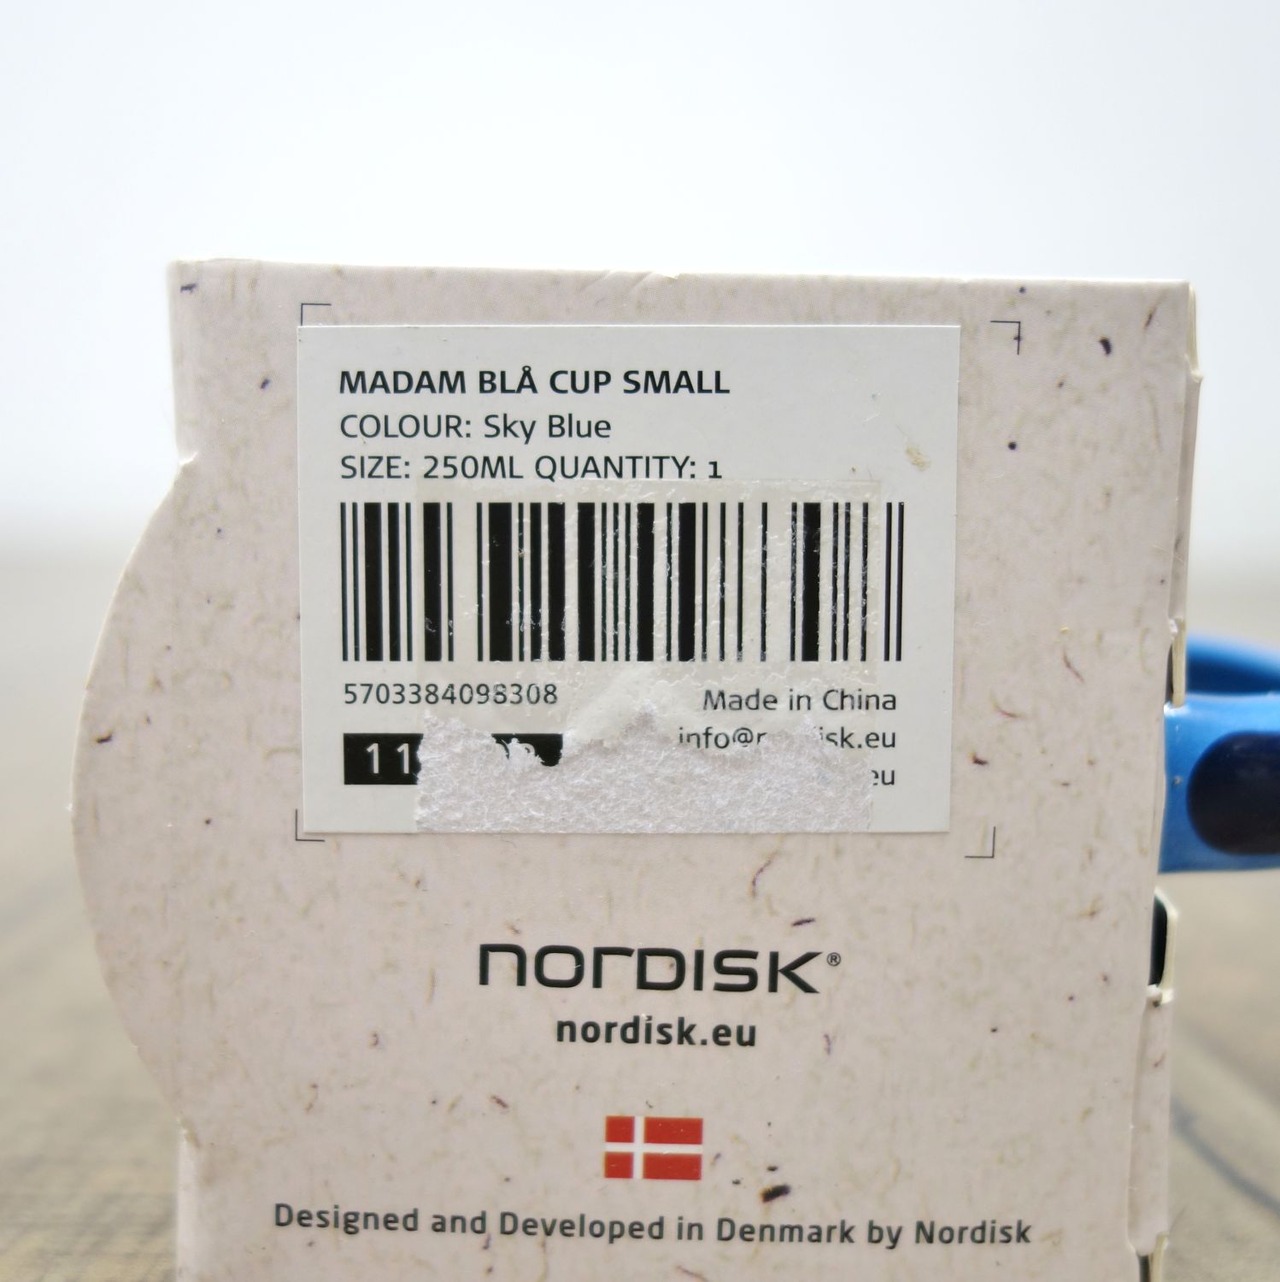 MADAM BLÅ CUP SMALL
COLOUR: Sky Blue
SIZE: 250ML QUANTITY: 1
5703384098308
Made in China
nordisk®
nordisk.eu
Designed and Developed in Denmark by Nordisk